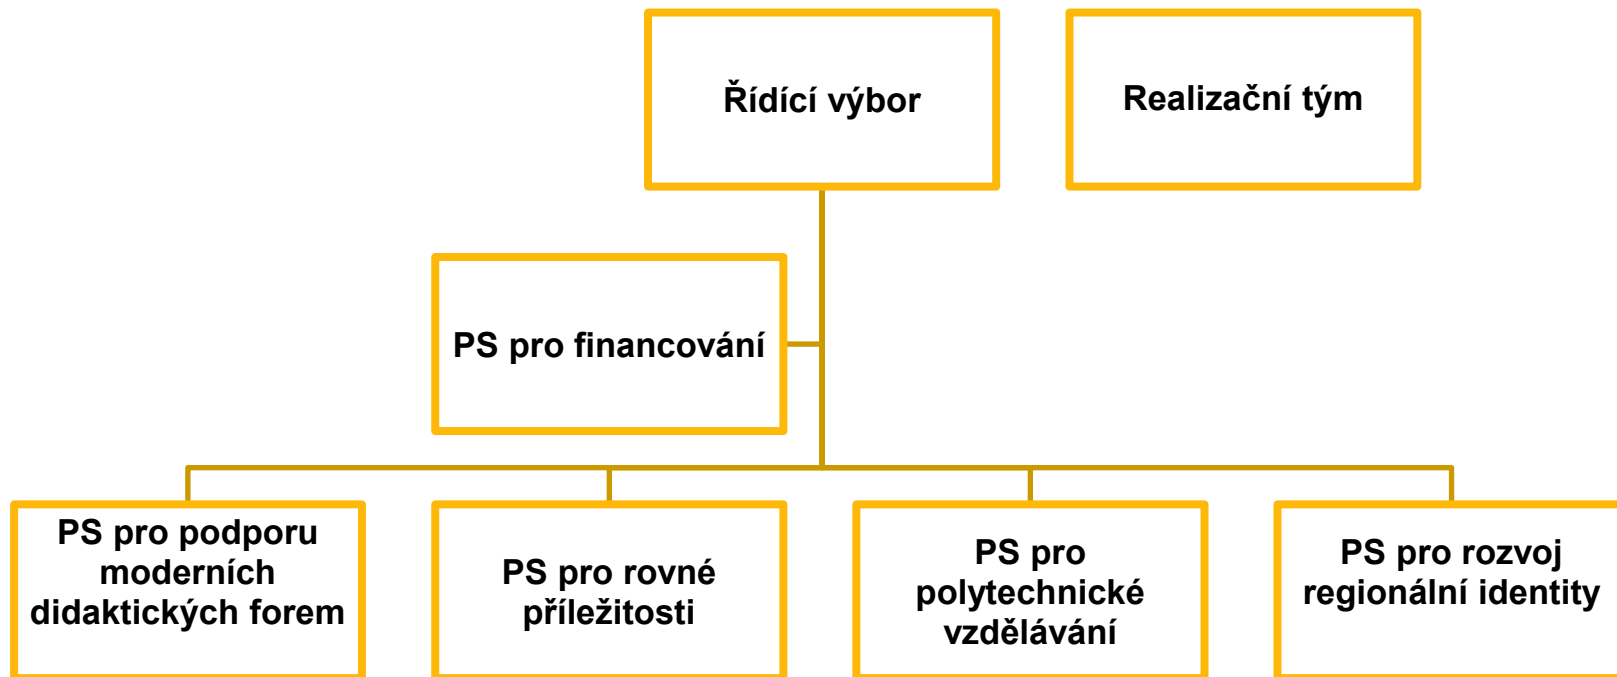 Řídící výbor
Realizační tým
PS pro financování
PS pro podporu
moderních
didaktických forem
PS pro rovné
příležitosti
PS pro
polytechnické
vzdělávání
PS pro rozvoj
regionální identity